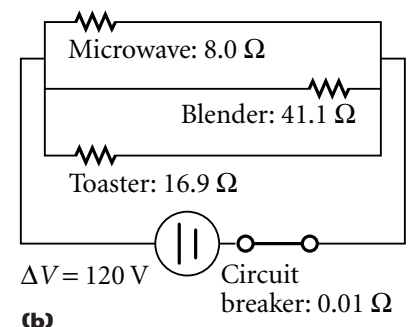 Microwave: 8.0 Ω
Blender: 41.1 Ω
Toaster: 16.9 Ω
ΔV = 120 V
Circuit
breaker: 0.01 Ω
(b)